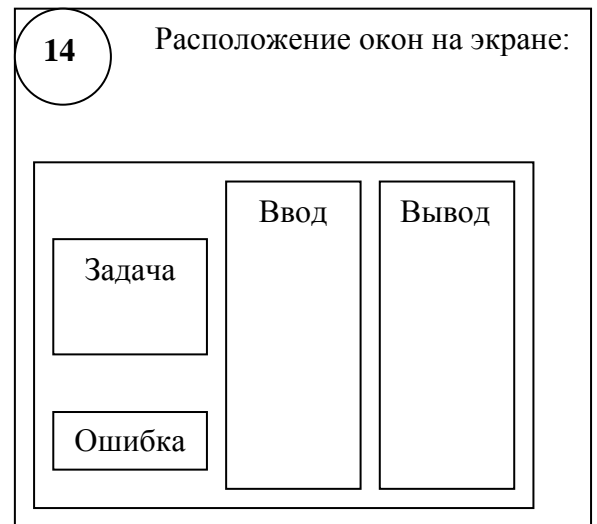 14
Расположение окон на экране:
Ввод
Вывод
Задача
Ошибка